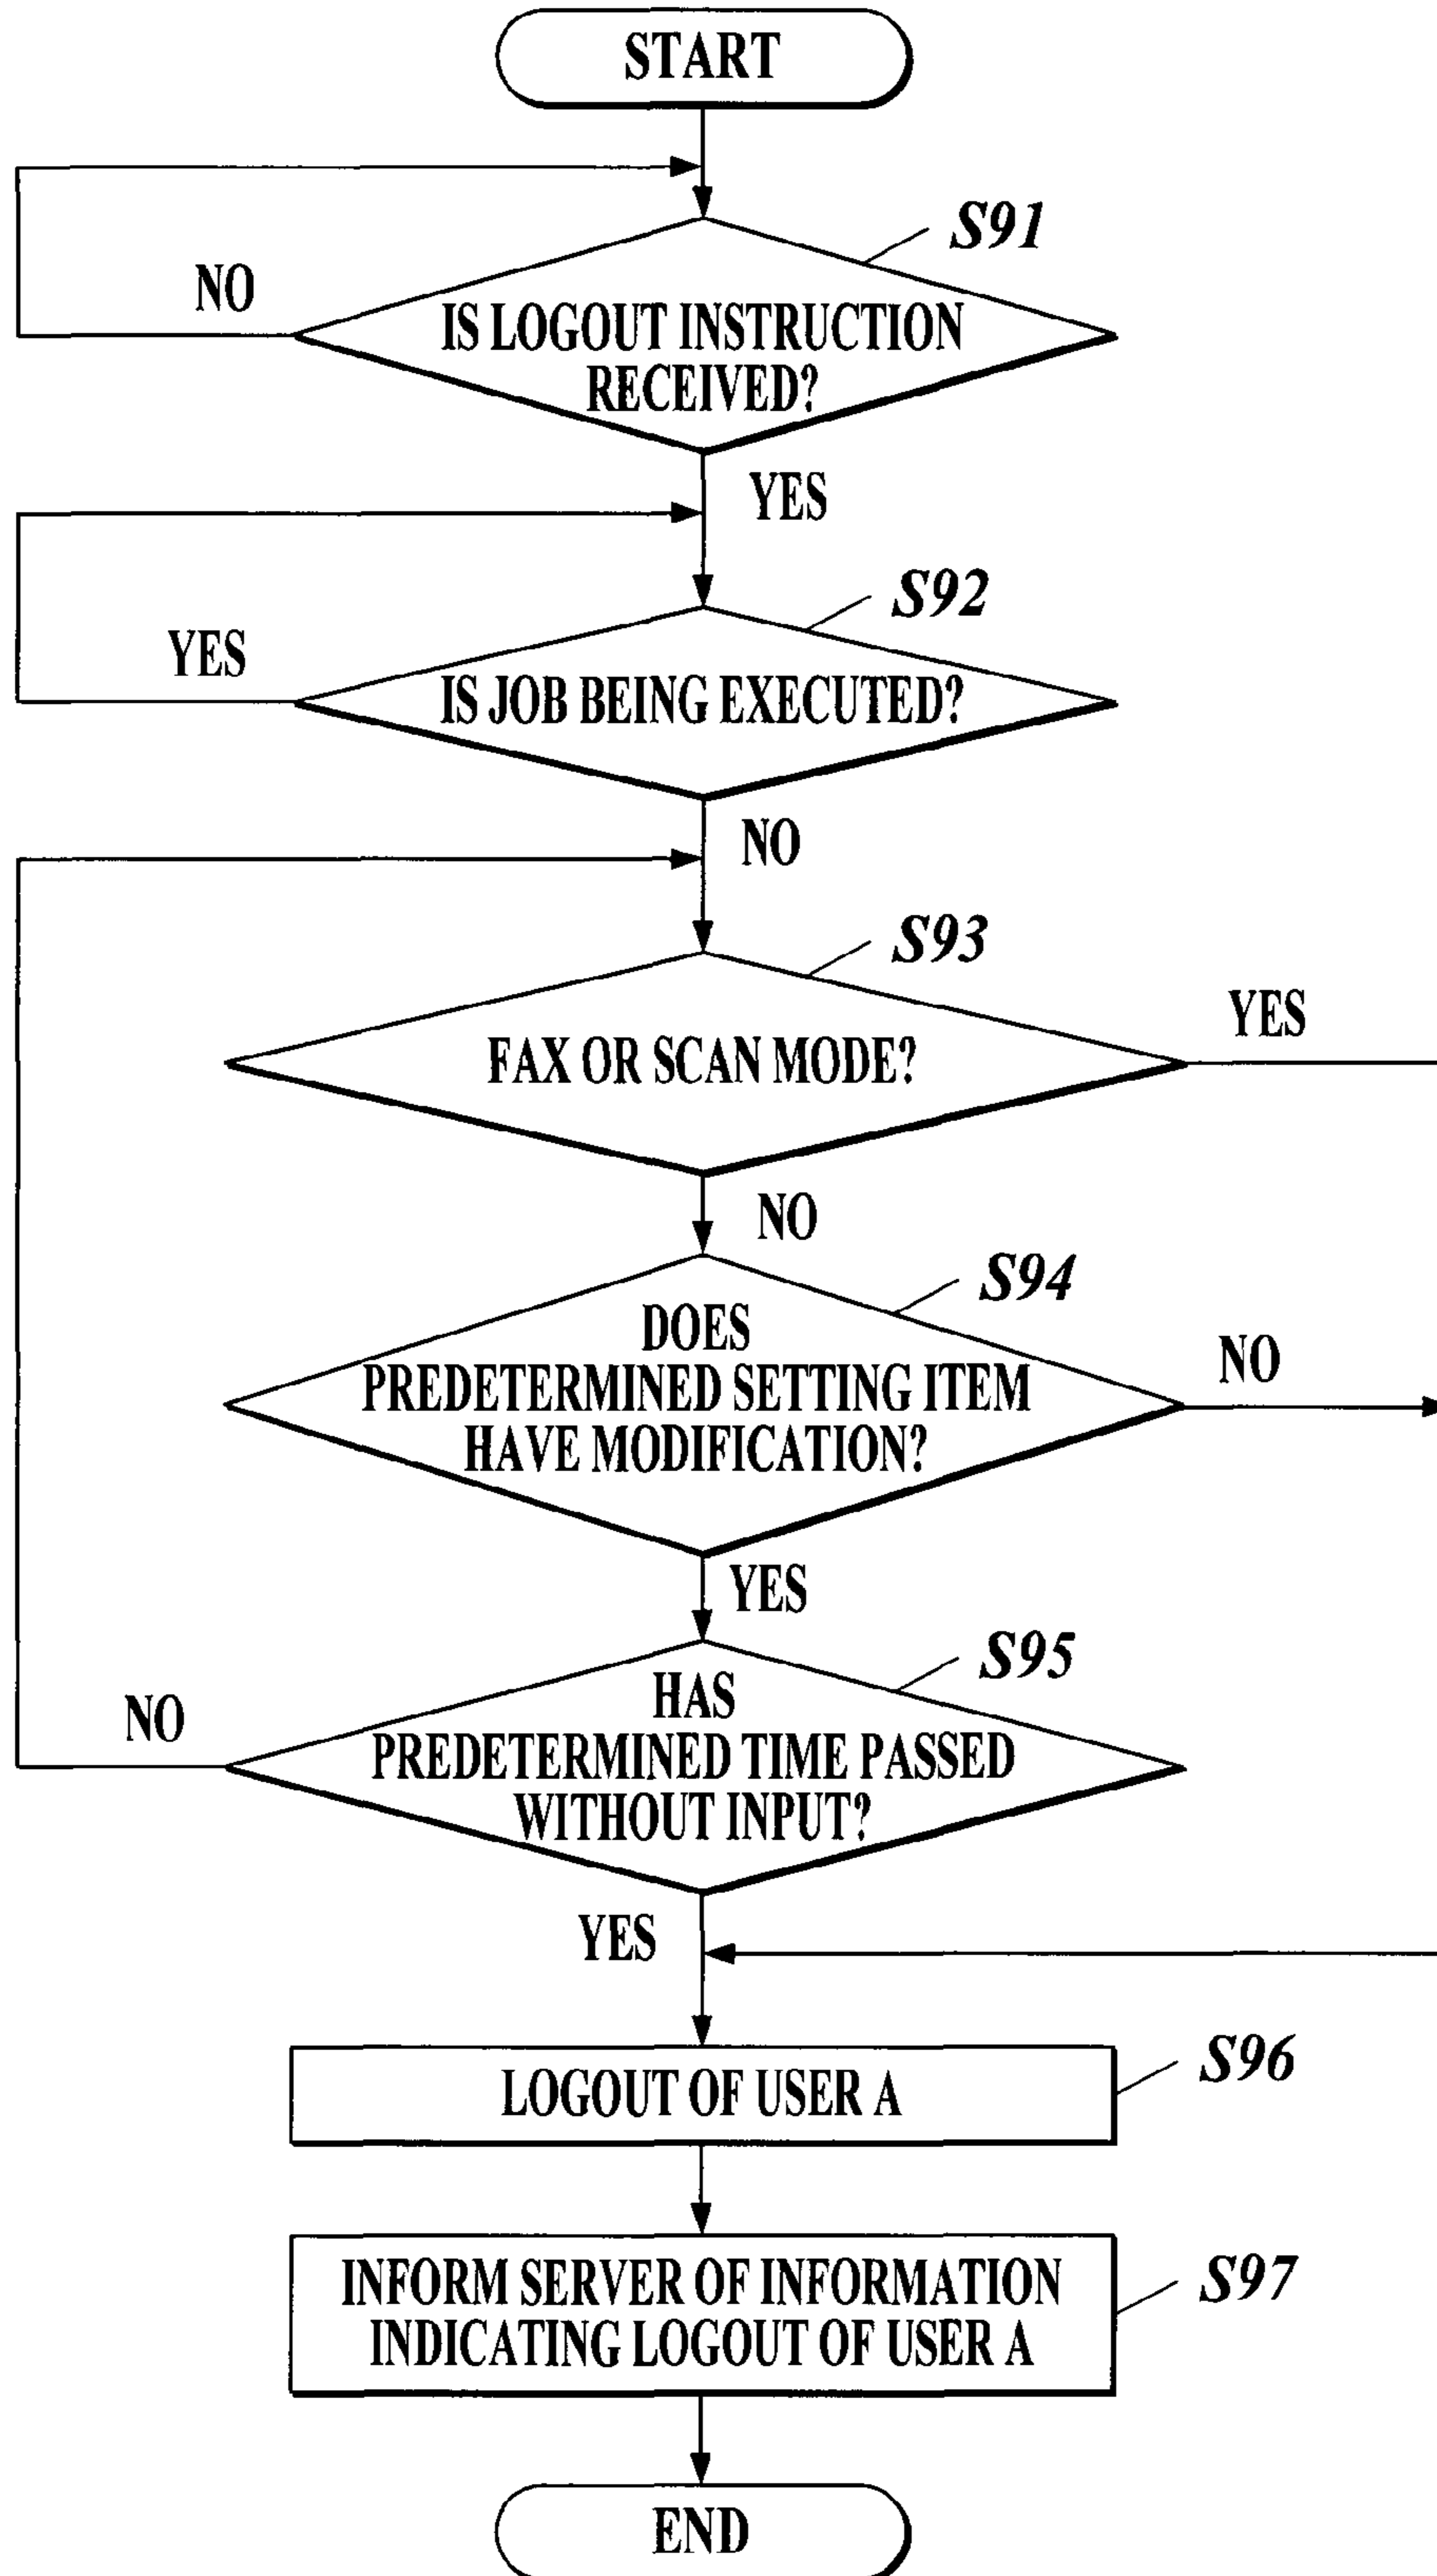 START
S91
NO
IS LOGOUT INSTRUCTION
RECEIVED?
YES
S92
YES
IS JOB BEING EXECUTED?
NO
S93
YES
FAX OR SCAN MODE?
NO
S94
DOES
PREDETERMINED SETTING ITEM
HAVE MODIFICATION?
NO
YES
S95
HAS
PREDETERMINED TIME PASSED
WITHOUT INPUT?
NO
YES
S96
LOGOUT OF USER A
S97
INFORM SERVER OF INFORMATION
INDICATING LOGOUT OF USER A
END